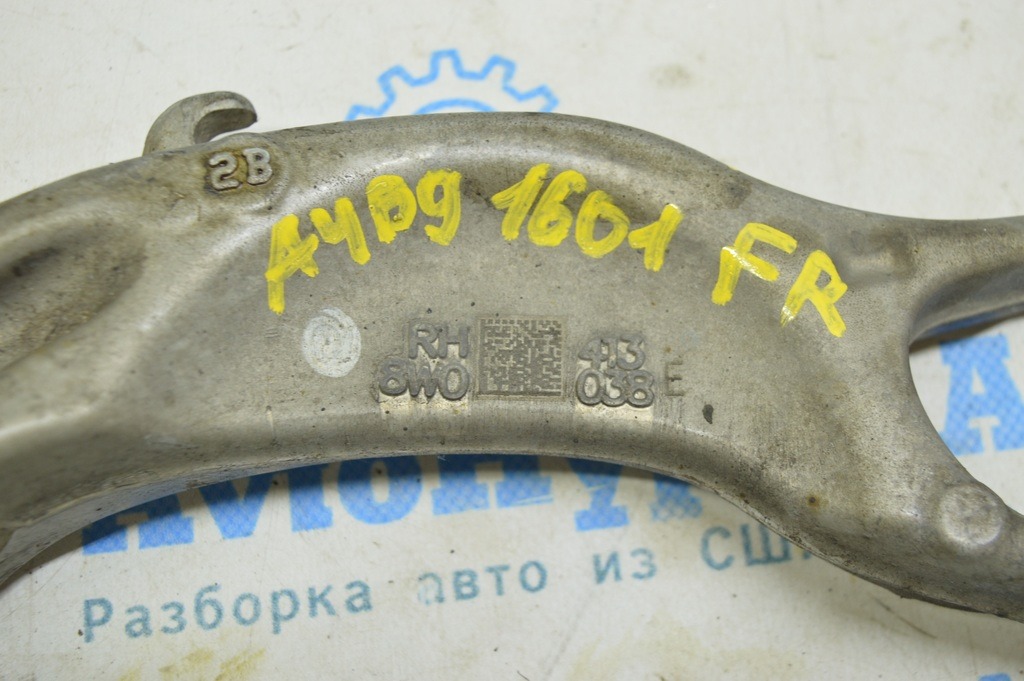 2B
A4B9 1601 FR
RH 413
8W0 038 E
Разборка авто из США